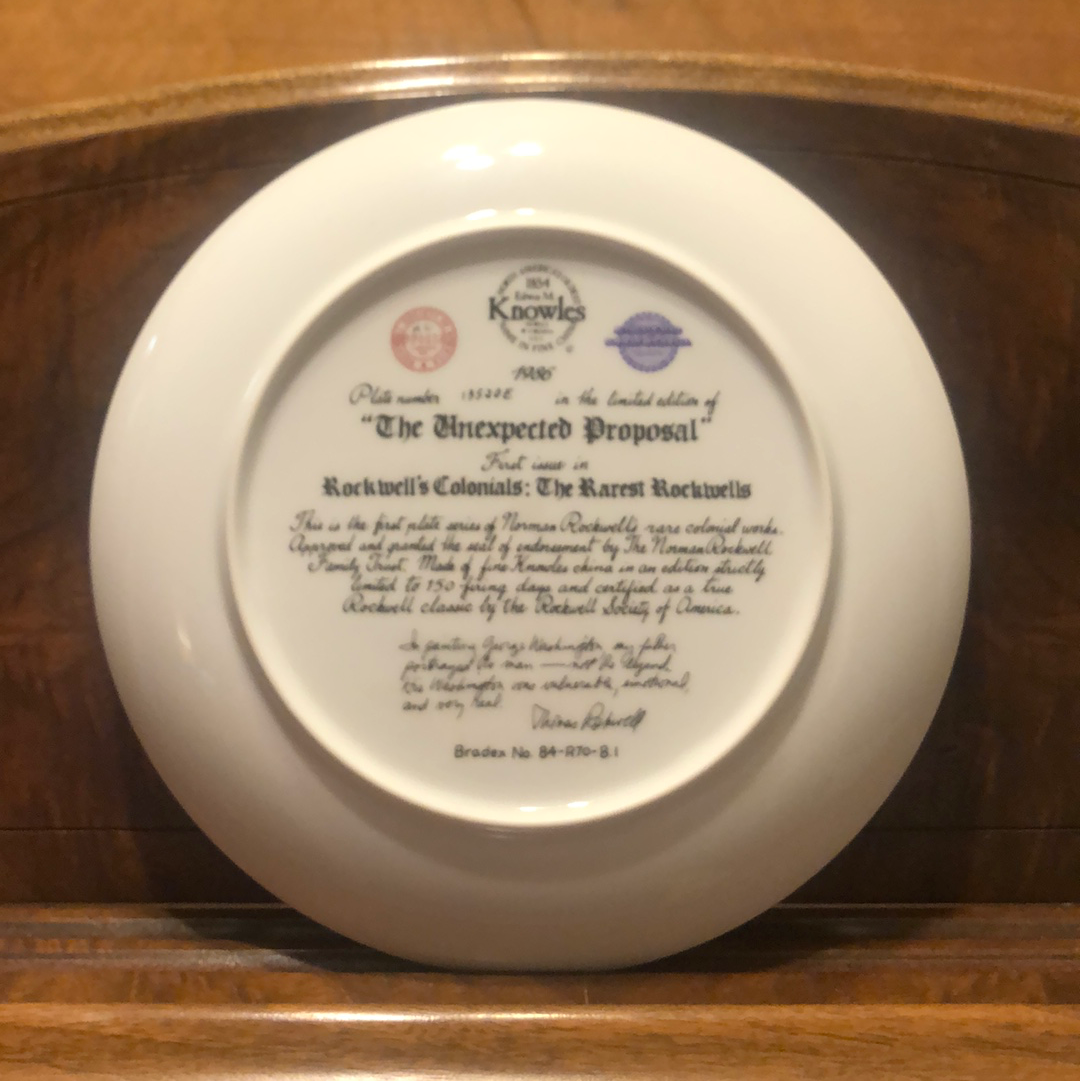 1854
Edwin M.
Knowles
1986
Plate number in the limited edition of
"The Unexpected Proposal"
First issue in
Rockwell's Colonials: The Rarest Rockwells
This is the first plate series of Norman Rockwell's rare colonial works.
Approved and granted the seal of endorsement by The Norman Rockwell
Family Trust. Made of fine Knowles china in an edition strictly
limited to 150 firing days and certified as a true
Rockwell classic by the Rockwell Society of America.
In painting George Washington, my father
portrayed the man — not the legend.
His Washington was vulnerable, emotional,
and very real.
Thomas Rockwell
Bradex No. 84-R70-8.1